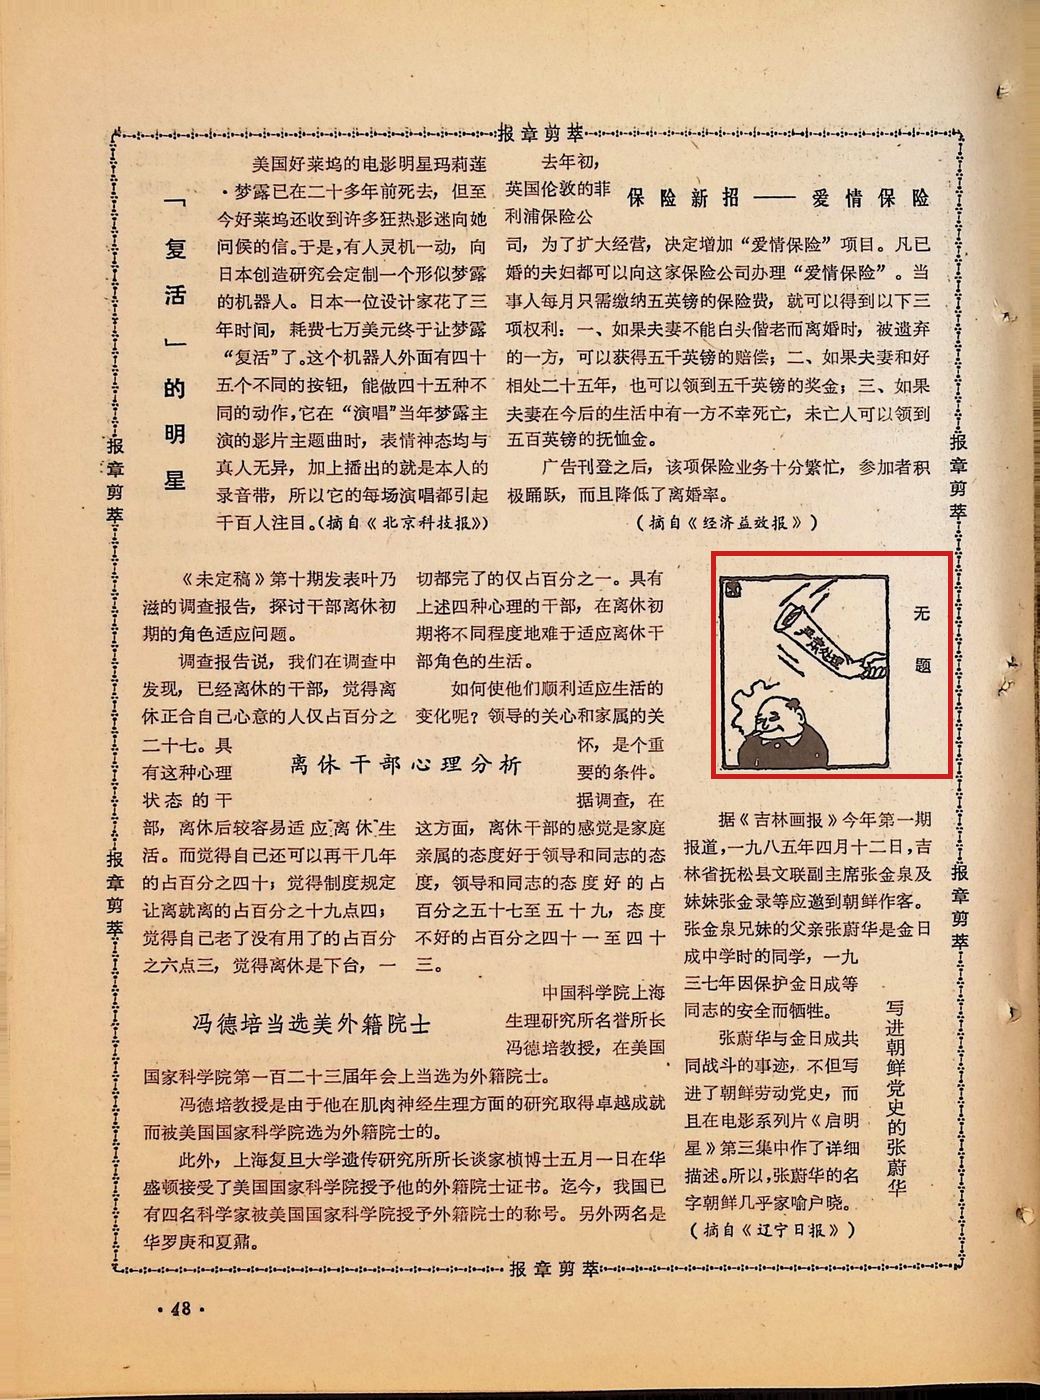 报章剪萃
「复活」的明星
美国好莱坞的电影明星玛莉莲
·梦露已在二十多年前死去，但至
今好莱坞还收到许多狂热影迷向她
问候的信。于是，有人灵机一动，向
日本创造研究会定制一个形似梦露
的机器人。日本一位设计家花了三
年时间，耗费七万美元终于让梦露
“复活”了。这个机器人外面有四十
五个不同的按钮，能做四十五种不
同的动作，它在“演唱”当年梦露主
演的影片主题曲时，表情神态均与
真人无异，加上播出的就是本人的
录音带，所以它的每场演唱都引起
千百人注目。（摘自《北京科技报》）
保险新招——爱情保险
去年初，
英国伦敦的菲
利浦保险公
司，为了扩大经营，决定增加“爱情保险”项目。凡已
婚的夫妇都可以向这家保险公司办理“爱情保险”。当
事人每月只需缴纳五英镑的保险费，就可以得到以下三
项权利：一、如果夫妻不能白头偕老而离婚时，被遗弃
的一方，可以获得五千英镑的赔偿；二、如果夫妻和好
相处二十五年，也可以领到五千英镑的奖金；三、如果
夫妻在今后的生活中有一方不幸死亡，未亡人可以领到
五百英镑的抚恤金。
广告刊登之后，该项保险业务十分繁忙，参加者积
极踊跃，而且降低了离婚率。
（摘自《经济益效报》）
离休干部心理分析
《未定稿》第十期发表叶乃
滋的调查报告，探讨干部离休初
期的角色适应问题。
调查报告说，我们在调查中
发现，已经离休的干部，觉得离
休正合自己心意的人仅占百分之
二十七。具
有这种心理
状态的干
部，离休后较容易适应“离休”生
活。而觉得自己还可以再干几年
的占百分之四十；觉得制度规定
让离就离的占百分之十九点四；
觉得自己老了没有用了的占百分
之六点三，觉得离休是下台，一
切都完了的仅占百分之一。具有
上述四种心理的干部，在离休初
期将不同程度地难于适应离休干
部角色的生活。
如何使他们顺利适应生活的
变化呢？领导的关心和家属的关
怀，是个重
要的条件。
据调查，在
这方面，离休干部的感觉是家庭
亲属的态度好于领导和同志的态
度，领导和同志的态度好的占
百分之五十七至五十九，态度
不好的占百分之四十一至四十
三。
无题
严肃处理
冯德培当选美外籍院士
中国科学院上海
生理研究所名誉所长
冯德培教授，在美国
国家科学院第一百二十三届年会上当选为外籍院士。
冯德培教授是由于他在肌肉神经生理方面的研究取得卓越成就
而被美国国家科学院选为外籍院士的。
此外，上海复旦大学遗传研究所所长谈家桢博士五月一日在华
盛顿接受了美国国家科学院授予他的外籍院士证书。迄今，我国已
有四名科学家被美国国家科学院授予外籍院士的称号。另外两名是
华罗庚和夏鼐。
写进朝鲜党史的张蔚华
据《吉林画报》今年第一期
报道，一九八五年四月十二日，吉
林省抚松县文联副主席张金泉及
妹妹张金录等应邀到朝鲜作客。
张金泉兄妹的父亲张蔚华是金日
成中学时的同学，一九
三七年因保护金日成等
同志的安全而牺牲。
张蔚华与金日成共
同战斗的事迹，不但写
进了朝鲜劳动党史，而
且在电影系列片《启明
星》第三集中作了详细
描述。所以，张蔚华的名
字朝鲜几乎家喻户晓。
（摘自《辽宁日报》）
报章剪萃
报章剪萃
报章剪萃
报章剪萃
报章剪萃
·48·